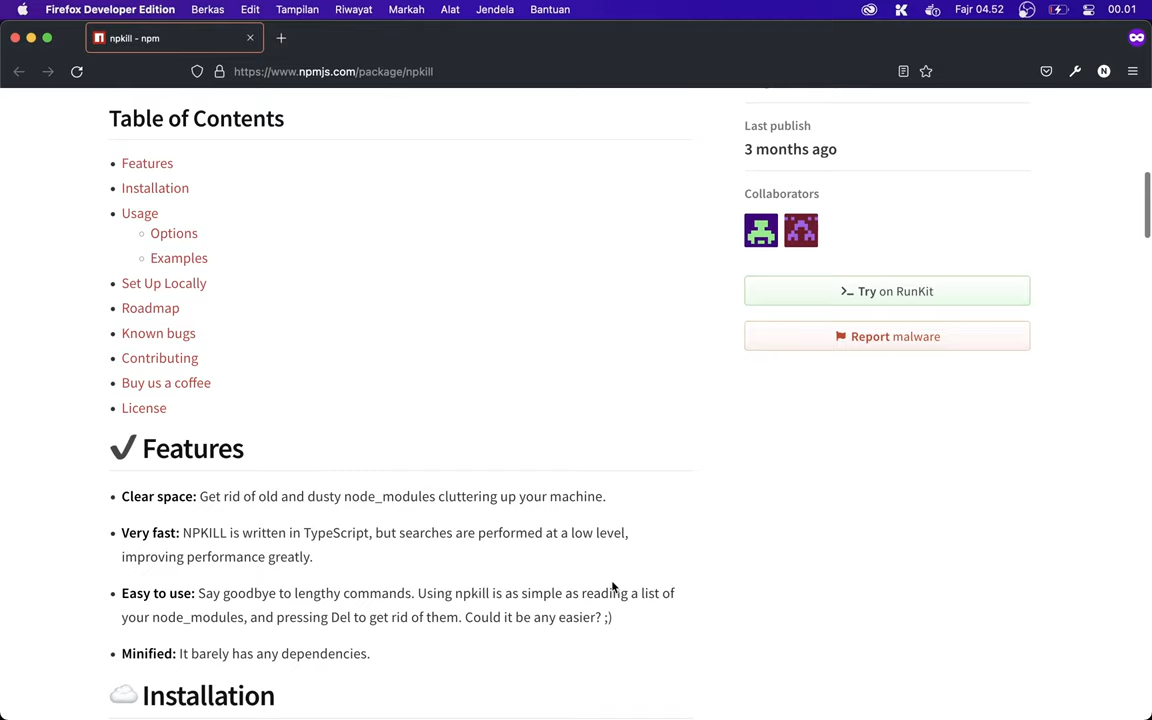 Firefox Developer Edition Berkas Edit Tampilan Riwayat Markah Alat Jendela Bantuan Fajr 04.52 00.01
npkill - npm
https://www.npmjs.com/package/npkill
Table of Contents
Features
Installation
Usage
Options
Examples
Set Up Locally
Roadmap
Known bugs
Contributing
Buy us a coffee
License
Last publish
3 months ago
Collaborators
Try on RunKit
Report malware
✔️ Features
Clear space: Get rid of old and dusty node_modules cluttering up your machine.
Very fast: NPKILL is written in TypeScript, but searches are performed at a low level,
improving performance greatly.
Easy to use: Say goodbye to lengthy commands. Using npkill is as simple as reading a list of
your node_modules, and pressing Del to get rid of them. Could it be any easier? ;)
Minified: It barely has any dependencies.
☁️ Installation